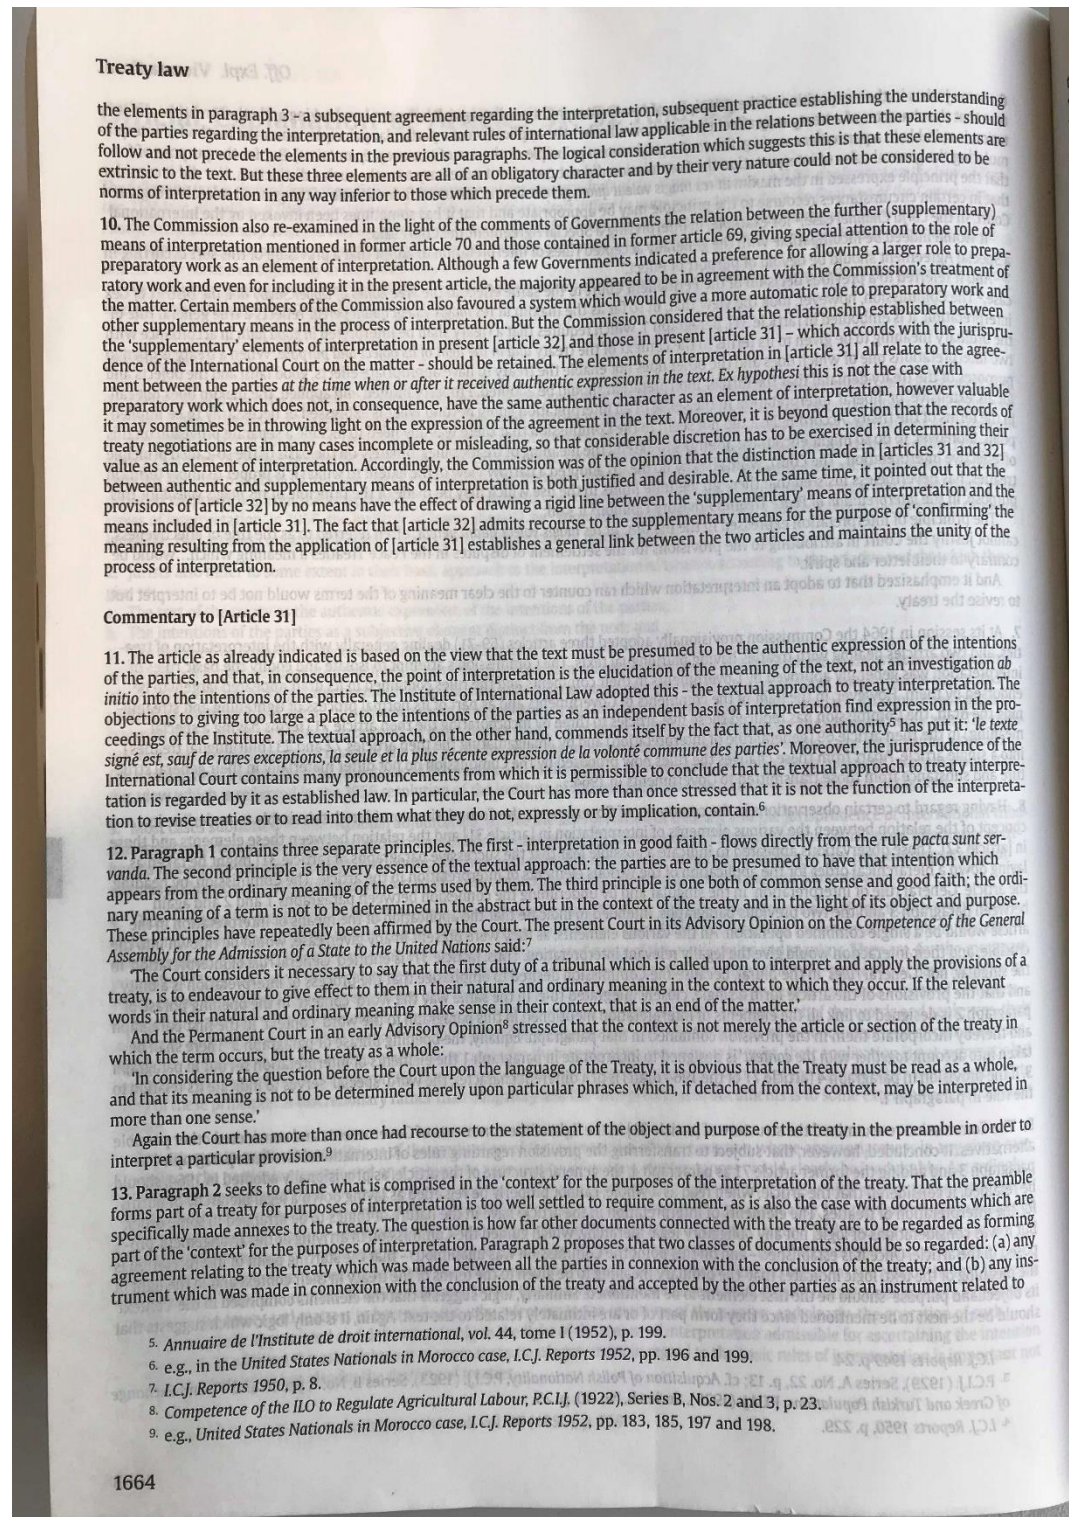 Treaty law
the elements in paragraph 3 - a subsequent agreement regarding the interpretation, subsequent practice establishing the understanding
of the parties regarding the interpretation, and relevant rules of international law applicable in the relations between the parties - should
follow and not precede the elements in the previous paragraphs. The logical consideration which suggests this is that these elements are
extrinsic to the text. But these three elements are all of an obligatory character and by their very nature could not be considered to be
norms of interpretation in any way inferior to those which precede them.
10. The Commission also re-examined in the light of the comments of Governments the relation between the further (supplementary)
means of interpretation mentioned in former article 70 and those contained in former article 69, giving special attention to the role of
preparatory work as an element of interpretation. Although a few Governments indicated a preference for allowing a larger role to prepa-
ratory work and even for including it in the present article, the majority appeared to be in agreement with the Commission's treatment of
the matter. Certain members of the Commission also favoured a system which would give a more automatic role to preparatory work and
other supplementary means in the process of interpretation. But the Commission considered that the relationship established between
the 'supplementary' elements of interpretation in present [article 32] and those in present [article 31] – which accords with the jurispru-
dence of the International Court on the matter - should be retained. The elements of interpretation in [article 31] all relate to the agree-
ment between the parties at the time when or after it received authentic expression in the text. Ex hypothesi this is not the case with
preparatory work which does not, in consequence, have the same authentic character as an element of interpretation, however valuable
it may sometimes be in throwing light on the expression of the agreement in the text. Moreover, it is beyond question that the records of
treaty negotiations are in many cases incomplete or misleading, so that considerable discretion has to be exercised in determining their
value as an element of interpretation. Accordingly, the Commission was of the opinion that the distinction made in [articles 31 and 32]
between authentic and supplementary means of interpretation is both justified and desirable. At the same time, it pointed out that the
provisions of [article 32] by no means have the effect of drawing a rigid line between the 'supplementary' means of interpretation and the
means included in [article 31]. The fact that [article 32] admits recourse to the supplementary means for the purpose of 'confirming' the
meaning resulting from the application of [article 31] establishes a general link between the two articles and maintains the unity of the
process of interpretation.
Commentary to [Article 31]
11. The article as already indicated is based on the view that the text must be presumed to be the authentic expression of the intentions
of the parties, and that, in consequence, the point of interpretation is the elucidation of the meaning of the text, not an investigation ab
initio into the intentions of the parties. The Institute of International Law adopted this - the textual approach to treaty interpretation. The
objections to giving too large a place to the intentions of the parties as an independent basis of interpretation find expression in the pro-
ceedings of the Institute. The textual approach, on the other hand, commends itself by the fact that, as one authority⁵ has put it: 'le texte
signé est, sauf de rares exceptions, la seule et la plus récente expression de la volonté commune des parties'. Moreover, the jurisprudence of the
International Court contains many pronouncements from which it is permissible to conclude that the textual approach to treaty interpre-
tation is regarded by it as established law. In particular, the Court has more than once stressed that it is not the function of the interpreta-
tion to revise treaties or to read into them what they do not, expressly or by implication, contain.⁶
12. Paragraph 1 contains three separate principles. The first - interpretation in good faith - flows directly from the rule pacta sunt ser-
vanda. The second principle is the very essence of the textual approach: the parties are to be presumed to have that intention which
appears from the ordinary meaning of the terms used by them. The third principle is one both of common sense and good faith; the ordi-
nary meaning of a term is not to be determined in the abstract but in the context of the treaty and in the light of its object and purpose.
These principles have repeatedly been affirmed by the Court. The present Court in its Advisory Opinion on the Competence of the General
Assembly for the Admission of a State to the United Nations said:⁷
'The Court considers it necessary to say that the first duty of a tribunal which is called upon to interpret and apply the provisions of a
treaty, is to endeavour to give effect to them in their natural and ordinary meaning in the context to which they occur. If the relevant
words in their natural and ordinary meaning make sense in their context, that is an end of the matter.'
And the Permanent Court in an early Advisory Opinion⁸ stressed that the context is not merely the article or section of the treaty in
which the term occurs, but the treaty as a whole:
'In considering the question before the Court upon the language of the Treaty, it is obvious that the Treaty must be read as a whole,
and that its meaning is not to be determined merely upon particular phrases which, if detached from the context, may be interpreted in
more than one sense.'
Again the Court has more than once had recourse to the statement of the object and purpose of the treaty in the preamble in order to
interpret a particular provision.⁹
13. Paragraph 2 seeks to define what is comprised in the 'context' for the purposes of the interpretation of the treaty. That the preamble
forms part of a treaty for purposes of interpretation is too well settled to require comment, as is also the case with documents which are
specifically made annexes to the treaty. The question is how far other documents connected with the treaty are to be regarded as forming
part of the 'context' for the purposes of interpretation. Paragraph 2 proposes that two classes of documents should be so regarded: (a) any
agreement relating to the treaty which was made between all the parties in connexion with the conclusion of the treaty; and (b) any ins-
trument which was made in connexion with the conclusion of the treaty and accepted by the other parties as an instrument related to
5. Annuaire de l'Institute de droit international, vol. 44, tome I (1952), p. 199.
6. e.g., in the United States Nationals in Morocco case, I.C.J. Reports 1952, pp. 196 and 199.
7. I.C.J. Reports 1950, p. 8.
8. Competence of the ILO to Regulate Agricultural Labour, P.C.I.J. (1922), Series B, Nos. 2 and 3, p. 23.
9. e.g., United States Nationals in Morocco case, I.C.J. Reports 1952, pp. 183, 185, 197 and 198.
1664